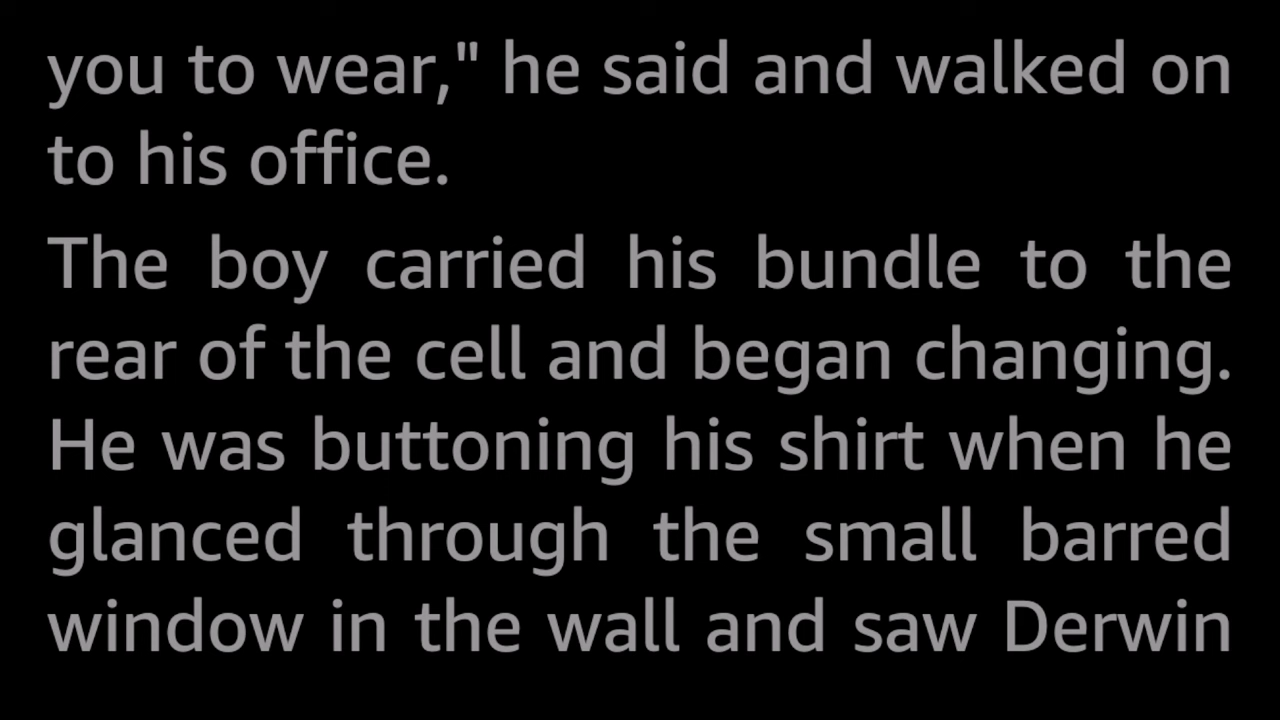 you to wear," he said and walked on
to his office.
The boy carried his bundle to the
rear of the cell and began changing.
He was buttoning his shirt when he
glanced through the small barred
window in the wall and saw Derwin